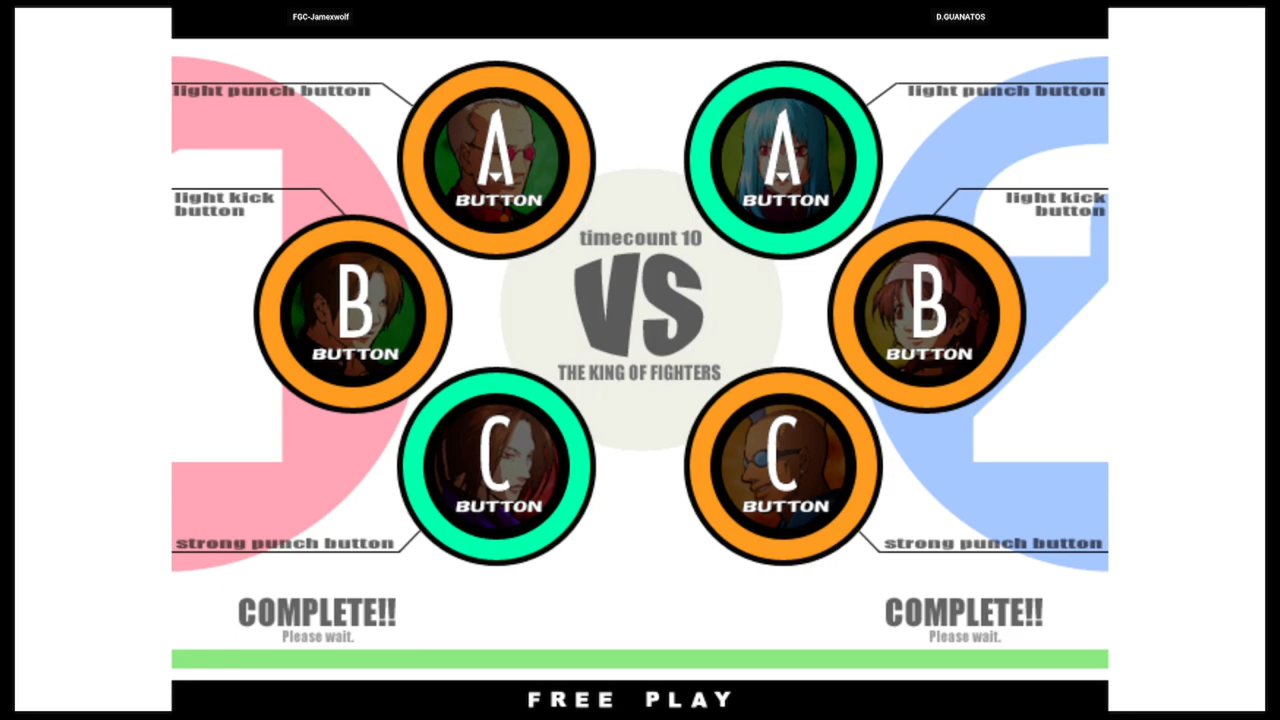 FGC-Jamexwolf
D.GUANATOS
light punch button
light punch button
A
BUTTON
A
BUTTON
light kick
button
light kick
button
timecount 10
VS
THE KING OF FIGHTERS
B
BUTTON
B
BUTTON
C
BUTTON
C
BUTTON
strong punch button
strong punch button
COMPLETE!!
Please wait.
COMPLETE!!
Please wait.
FREE PLAY